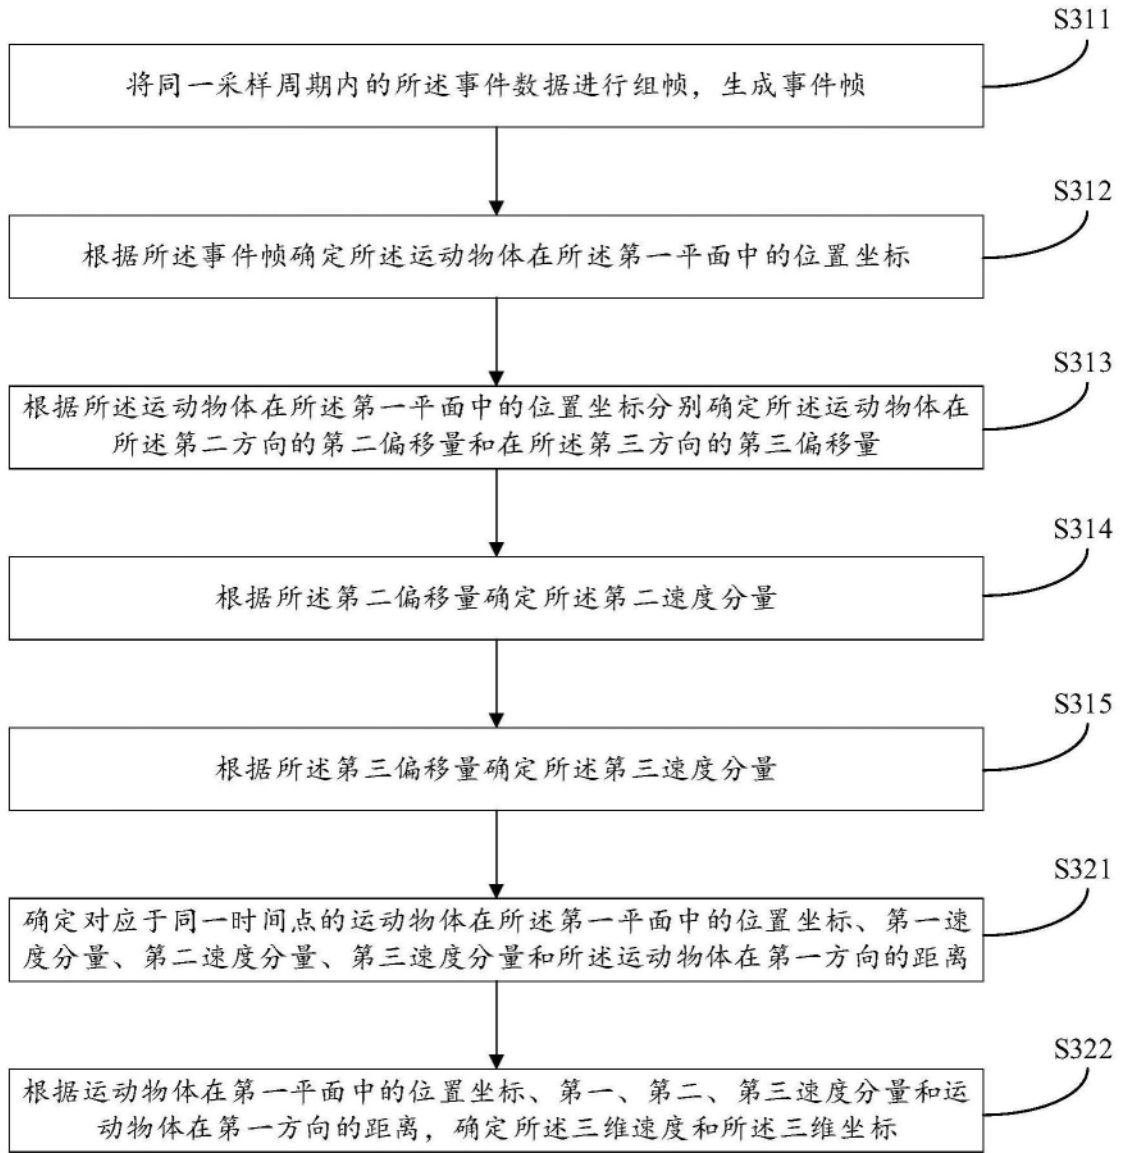 S311
将同一采样周期内的所述事件数据进行组帧，生成事件帧
S312
根据所述事件帧确定所述运动物体在所述第一平面中的位置坐标
S313
根据所述运动物体在所述第一平面中的位置坐标分别确定所述运动物体在
所述第二方向的第二偏移量和在所述第三方向的第三偏移量
S314
根据所述第二偏移量确定所述第二速度分量
S315
根据所述第三偏移量确定所述第三速度分量
S321
确定对应于同一时间点的运动物体在所述第一平面中的位置坐标、第一速
度分量、第二速度分量、第三速度分量和所述运动物体在第一方向的距离
S322
根据运动物体在第一平面中的位置坐标、第一、第二、第三速度分量和运
动物体在第一方向的距离，确定所述三维速度和所述三维坐标